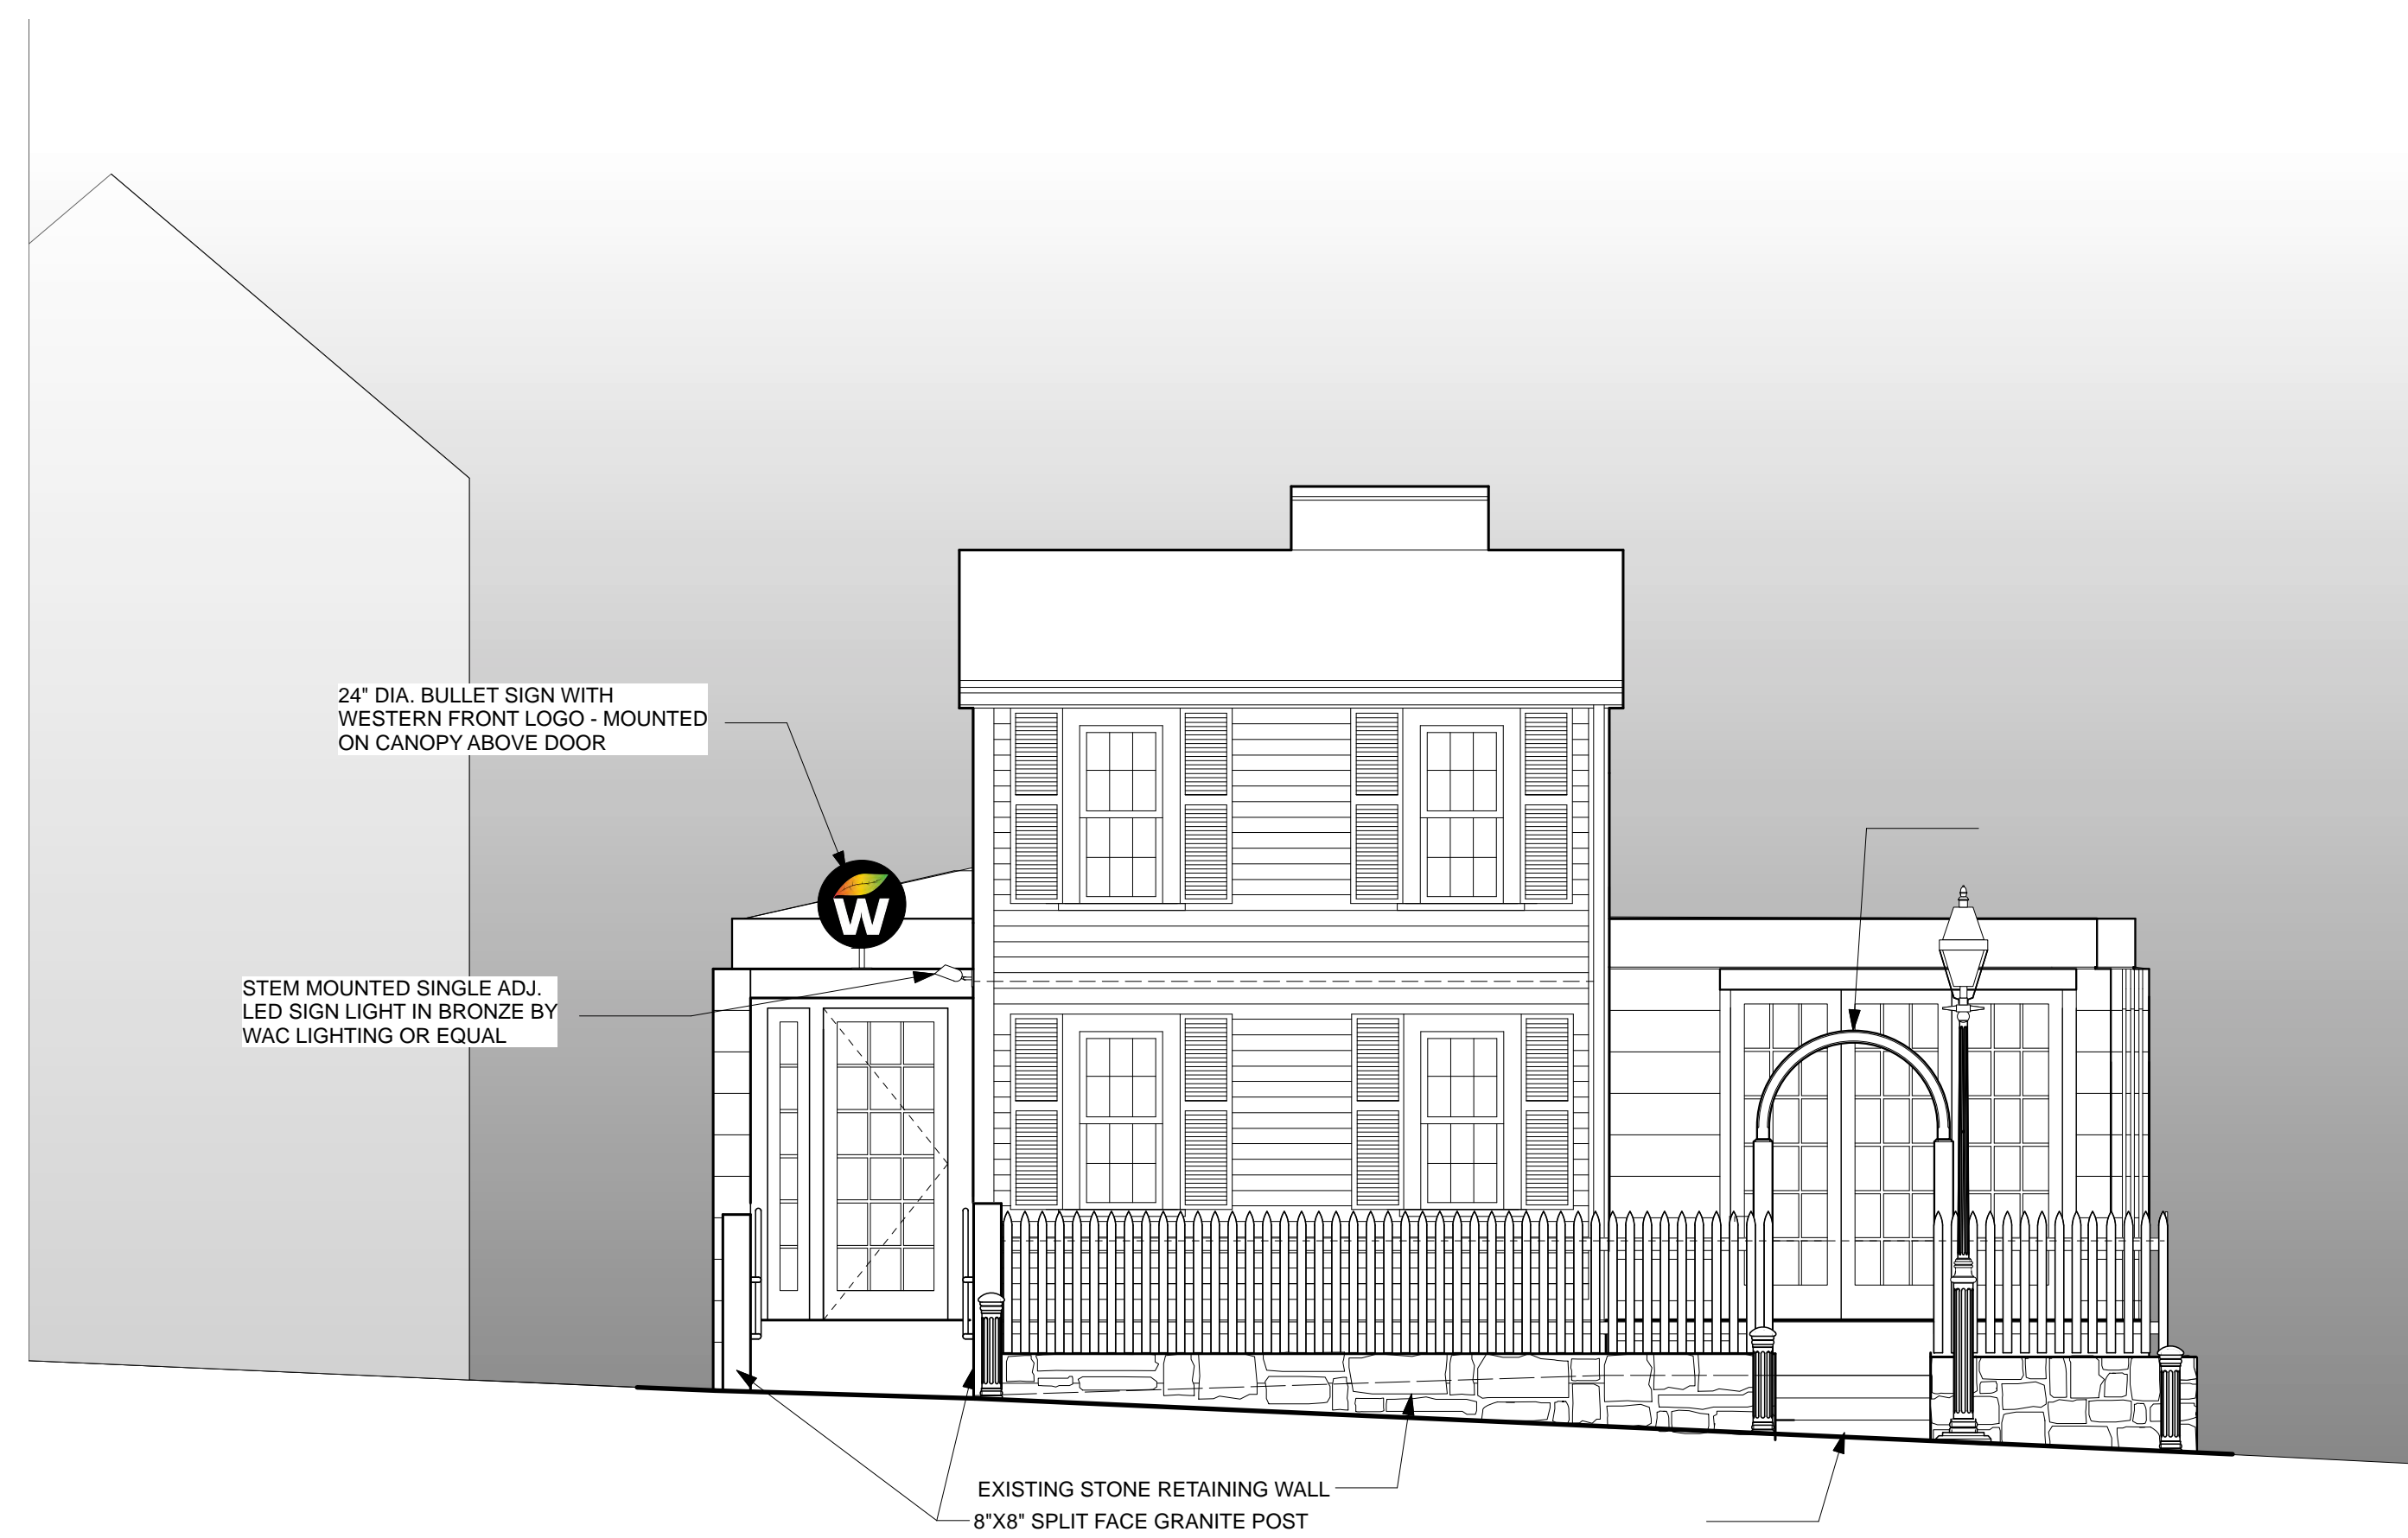 24" DIA. BULLET SIGN WITH
WESTERN FRONT LOGO - MOUNTED
ON CANOPY ABOVE DOOR
W
STEM MOUNTED SINGLE ADJ.
LED SIGN LIGHT IN BRONZE BY
WAC LIGHTING OR EQUAL
EXISTING STONE RETAINING WALL
8"X8" SPLIT FACE GRANITE POST